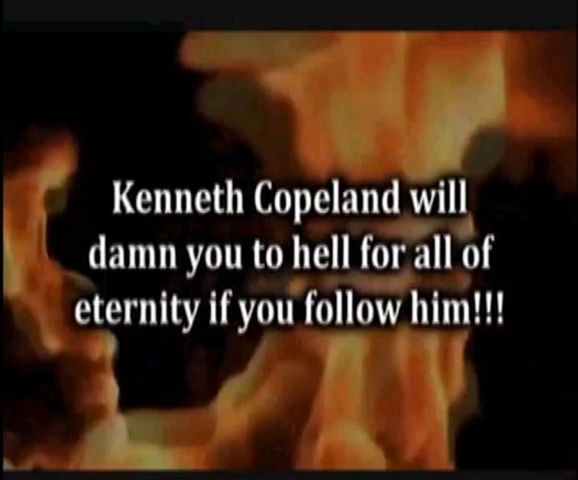 Kenneth Copeland will
damn you to hell for all of
eternity if you follow him!!!